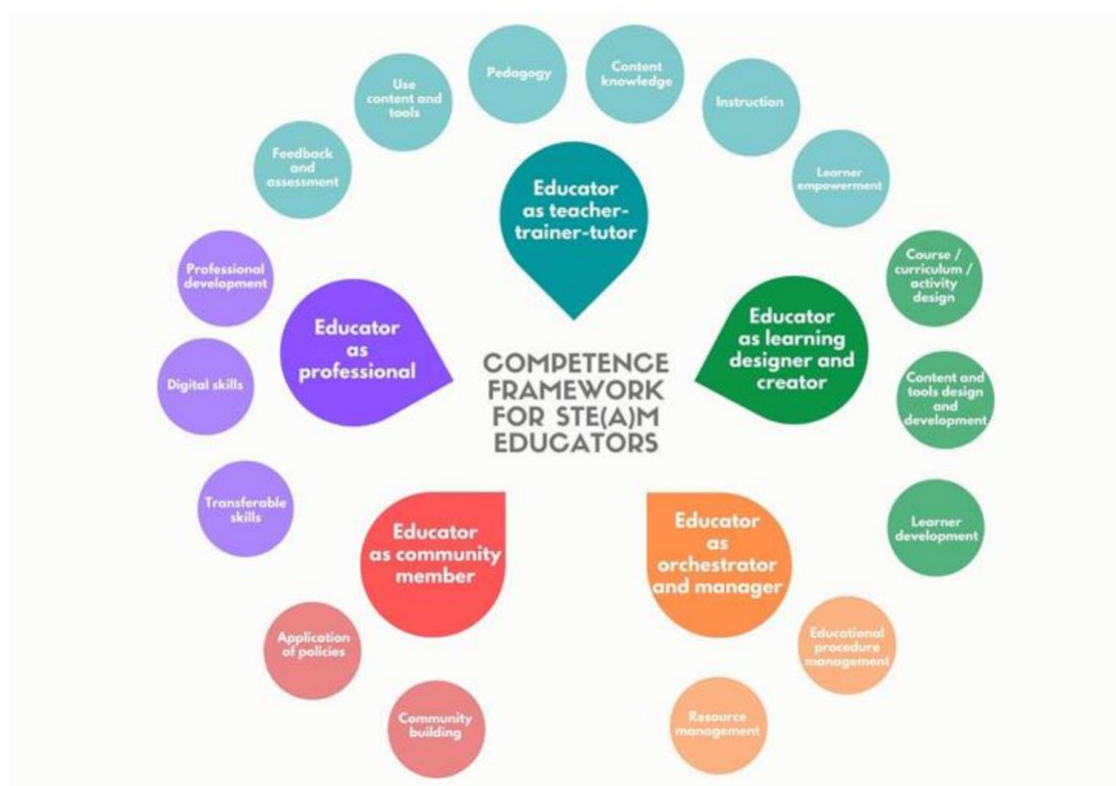 Pedagogy
Content
knowledge
Use
content and
tools
Instruction
Feedback
and
assessment
Learner
empowerment
Educator
as teacher-
trainer-tutor
Professional
development
Course /
curriculum /
activity
design
Educator
as
professional
Educator
as learning
designer and
creator
Digital skills
COMPETENCE
FRAMEWORK
FOR STE(A)M
EDUCATORS
Content and
tools design
and
development
Transferable
skills
Educator
as community
member
Educator
as
orchestrator
and manager
Learner
development
Application
of policies
Educational
procedure
management
Community
building
Resource
management